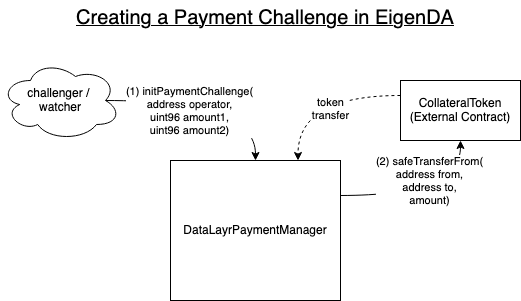 Creating a Payment Challenge in EigenDA
challenger /
watcher
(1) initPaymentChallenge(
address operator,
uint96 amount1,
uint96 amount2)
token
transfer
CollateralToken
(External Contract)
(2) safeTransferFrom(
address from,
address to,
amount)
DataLayrPaymentManager